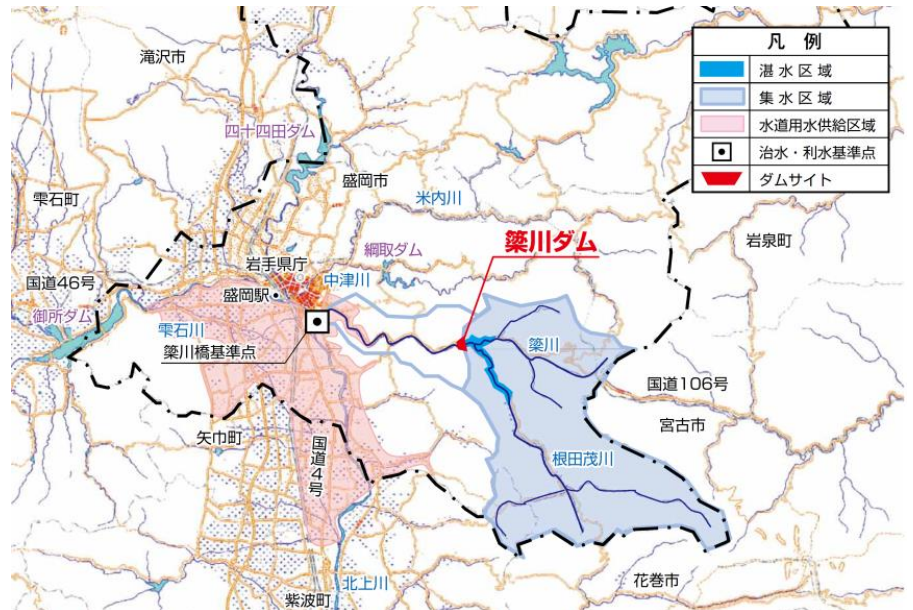 凡例
湛水区域
集水区域
水道用水供給区域
治水・利水基準点
ダムサイト
滝沢市
四十四田ダム
盛岡市
米内川
雫石町
綱取ダム
簗川ダム
岩泉町
岩手県庁
中津川
国道46号
盛岡駅
御所ダム
雫石川
簗川
簗川橋基準点
国道106号
宮古市
矢巾町
国道4号
根田茂川
北上川
花巻市
紫波町